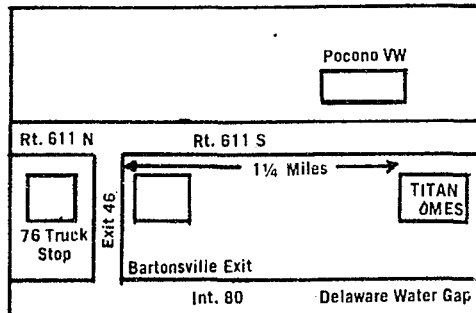 Pocono VW
Rt. 611 N
Rt. 611 S
1¼ Miles
Exit 46
76 Truck
Stop
TITAN
OMES
Bartonsville Exit
Int. 80
Delaware Water Gap